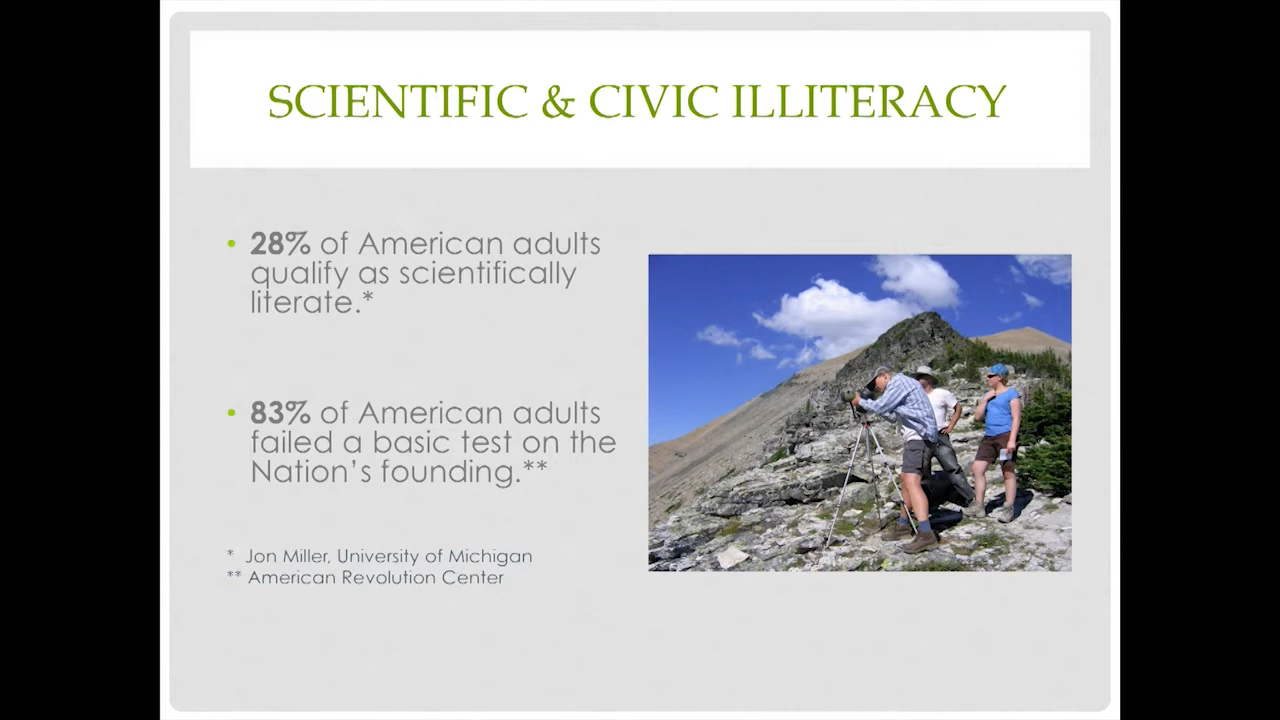 SCIENTIFIC & CIVIC ILLITERACY
• 28% of American adults
qualify as scientifically
literate.*
• 83% of American adults
failed a basic test on the
Nation's founding.**
* Jon Miller, University of Michigan
** American Revolution Center